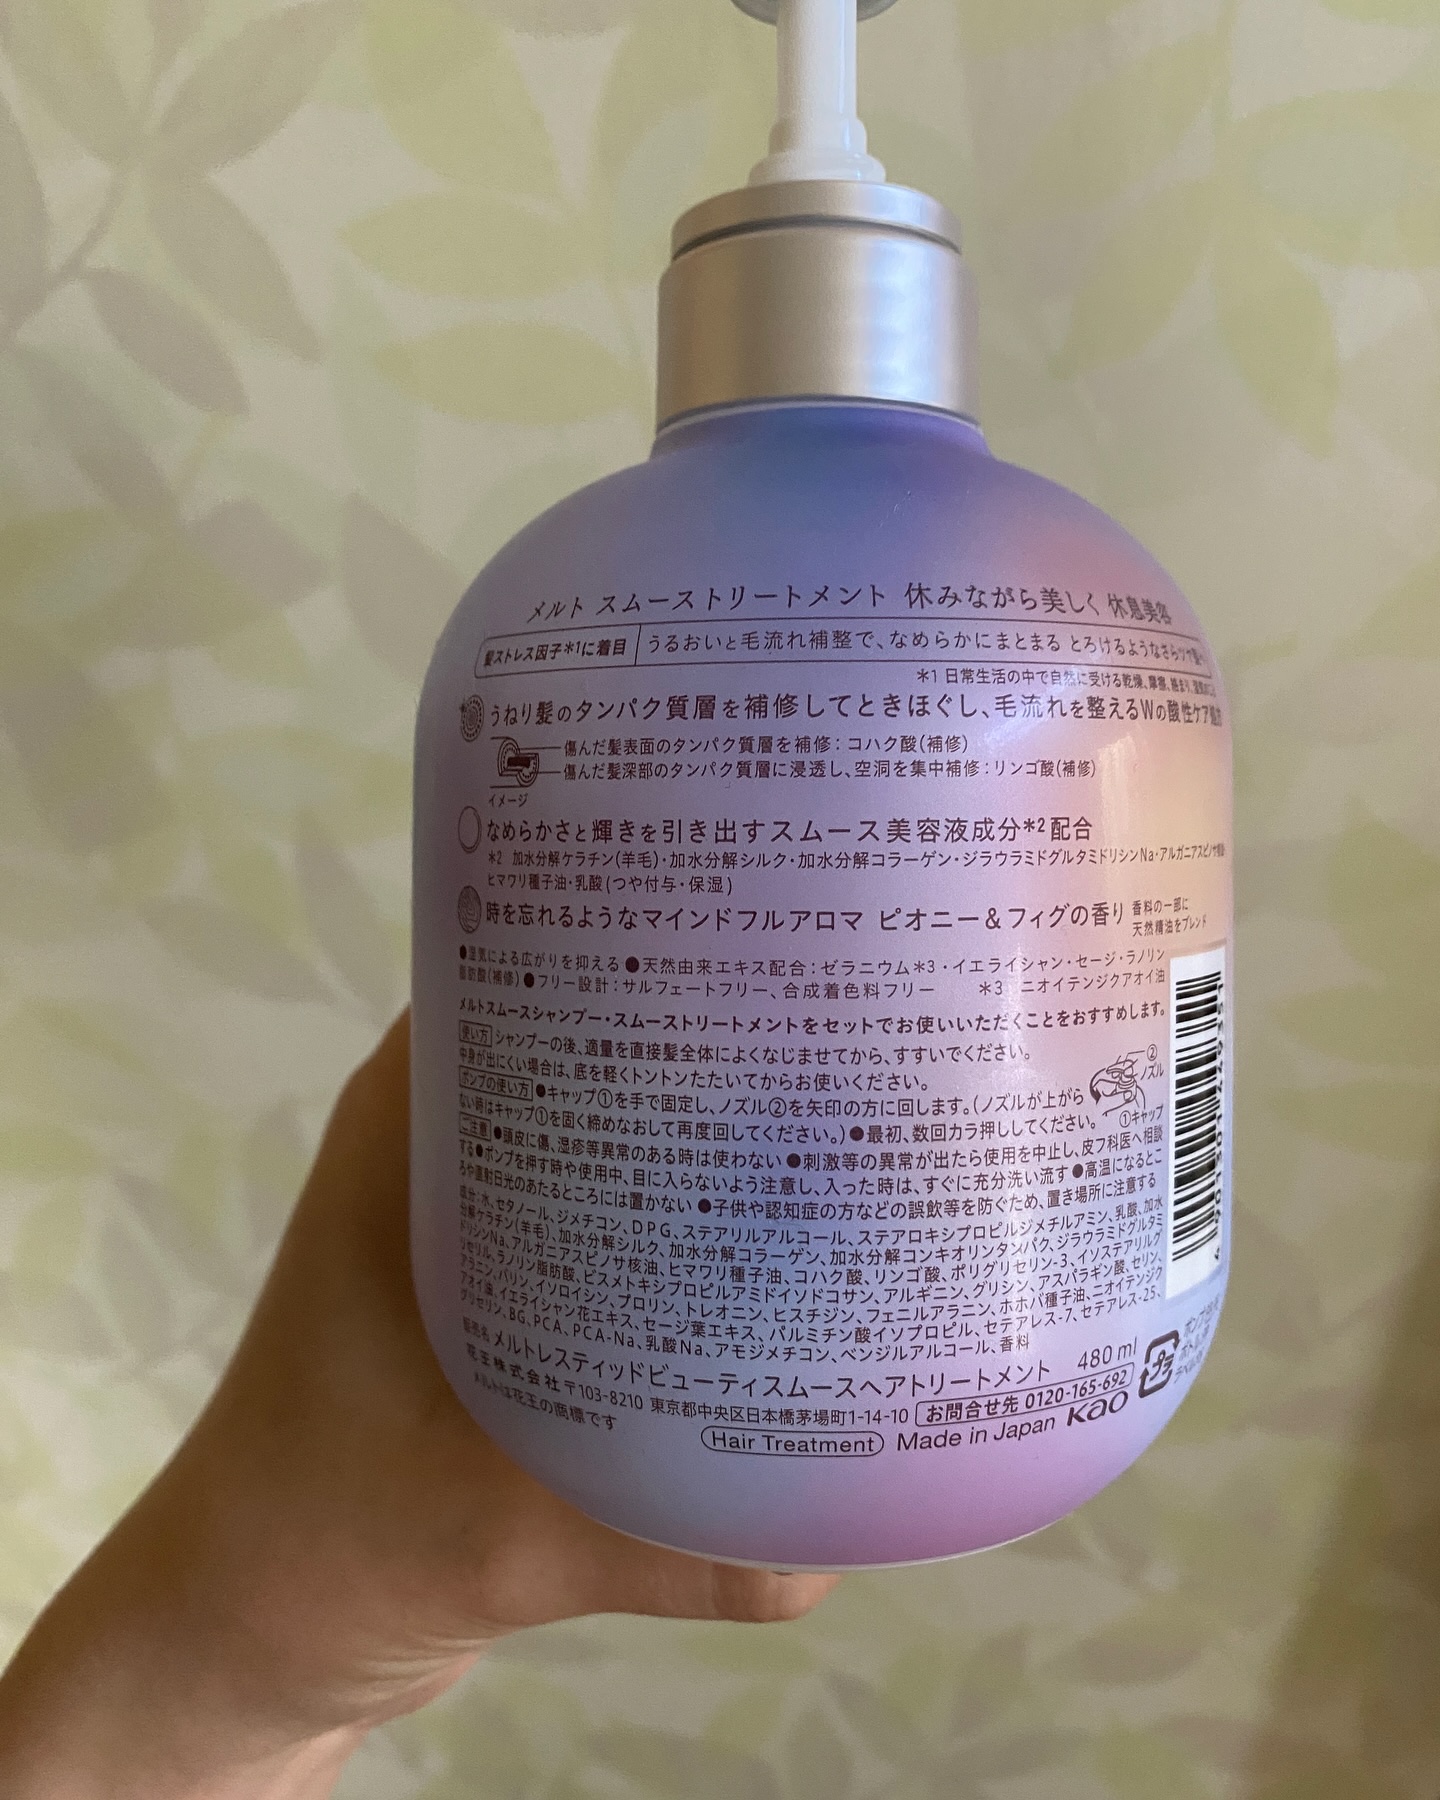 メルト スムーストリートメント 休みながら美しく 休息美容
髪ストレス因子*1に着目 うるおいと毛流れ補整で、なめらかにまとまる とろけるようなさらツヤ髪へ
*1 日常生活の中で自然に受ける乾燥、摩擦、絡まり、
うねり髪のタンパク質層を補修してときほぐし、毛流れを整えるWの酸性ケア処方
傷んだ髪表面のタンパク質層を補修：コハク酸(補修)
傷んだ髪深部のタンパク質層に浸透し、空洞を集中補修：リンゴ酸(補修)
イメージ
なめらかさと輝きを引き出すスムース美容液成分*2配合
*2 加水分解ケラチン(羊毛)・加水分解シルク・加水分解コラーゲン・ジラウラミドグルタミドリシンNa・アルガニアスピノサ核油・
ヒマワリ種子油・乳酸(つや付与・保湿)
時を忘れるようなマインドフルアロマ ピオニー&フィグの香り 香料の一部に
天然精油をブレンド
●湿気による広がりを抑える ●天然由来エキス配合：ゼラニウム*3・イエライシャン・セージ・ラノリン
脂肪酸(補修) ●フリー設計：サルフェートフリー、合成着色料フリー *3 ニオイテンジクアオイ油
メルトスムースシャンプー・スムーストリートメントをセットでお使いいただくことをおすすめします。
使い方 シャンプーの後、適量を直接髪全体によくなじませてから、すすいでください。
中身が出にくい場合は、底を軽くトントンたたいてからお使いください。
ポンプの使い方 ●キャップ①を手で固定し、ノズル②を矢印の方に回します。(ノズルが上がら
ない時はキャップ①を固く締めなおして再度回してください。) ●最初、数回カラ押ししてください。
②
ノズル
①キャップ
ご注意 ●頭皮に傷、湿疹等異常のある時は使わない ●刺激等の異常が出たら使用を中止し、皮フ科医へ相談
する ●ポンプを押す時や使用中、目に入らないよう注意し、入った時は、すぐに充分洗い流す ●高温になるとこ
ろや直射日光のあたるところには置かない ●子供や認知症の方などの誤飲等を防ぐため、置き場所に注意する
成分：水、セタノール、ジメチコン、DPG、ステアリルアルコール、ステアロキシプロピルジメチルアミン、乳酸、加水
分解ケラチン(羊毛)、加水分解シルク、加水分解コラーゲン、加水分解コンキオリンタンパク、ジラウラミドグルタミ
ドリシンNa、アルガニアスピノサ核油、ヒマワリ種子油、コハク酸、リンゴ酸、ポリグリセリン-3、イソステアリルグ
リセリル、ラノリン脂肪酸、ビスメトキシプロピルアミドイソドコサン、アルギニン、グリシン、アスパラギン酸、セリン、
アラニン、バリン、イソロイシン、プロリン、トレオニン、ヒスチジン、フェニルアラニン、ホホバ種子油、ニオイテンジク
アオイ油、イエライシャン花エキス、セージ葉エキス、パルミチン酸イソプロピル、セテアレス-7、セテアレス-25、
グリセリン、BG、PCA、PCA-Na、乳酸Na、アモジメチコン、ベンジルアルコール、香料
販売名 メルトレスティッドビューティスムースヘアトリートメント 480ml
花王株式会社 〒103-8210 東京都中央区日本橋茅場町1-14-10 お問合せ先 0120-165-692
メルトは花王の商標です
Hair Treatment Made in Japan Kao
プラ